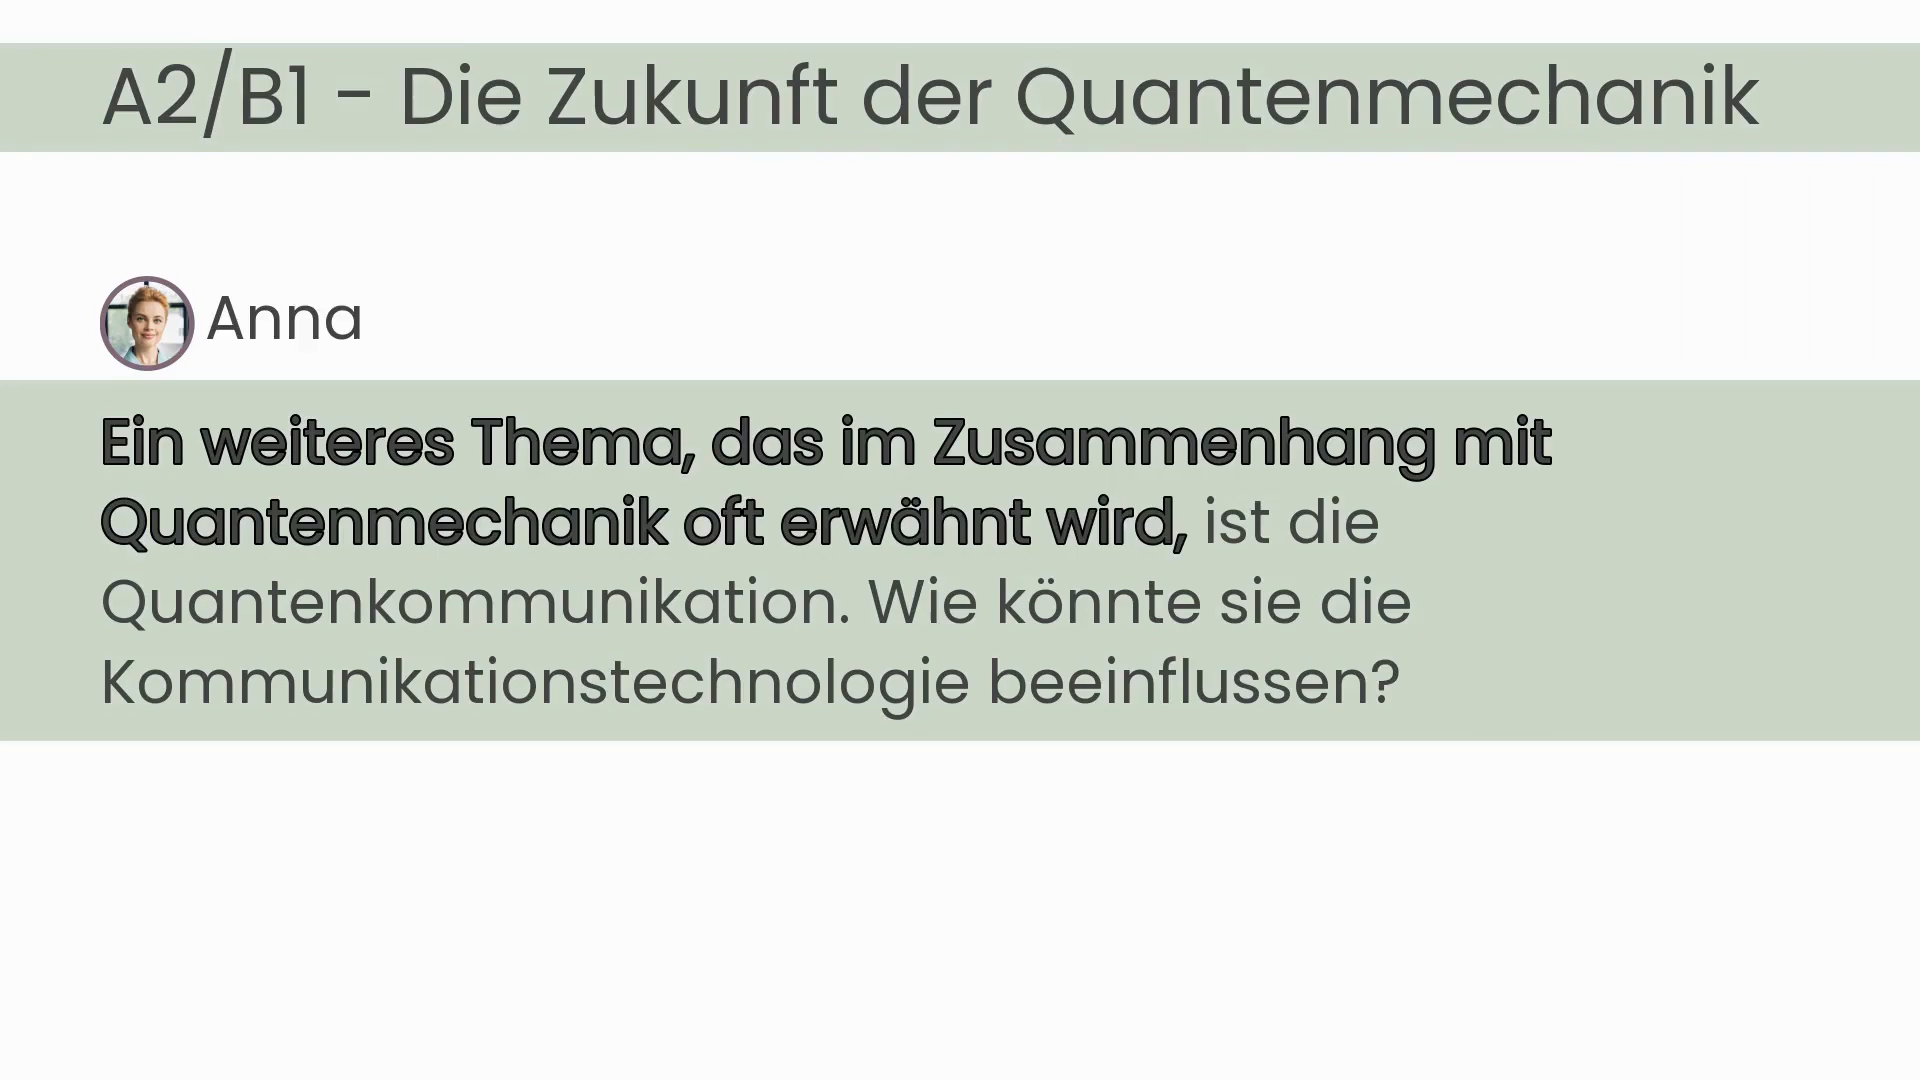 A2/B1 - Die Zukunft der Quantenmechanik
Anna
Ein weiteres Thema, das im Zusammenhang mit
Quantenmechanik oft erwähnt wird, ist die
Quantenkommunikation. Wie könnte sie die
Kommunikationstechnologie beeinflussen?